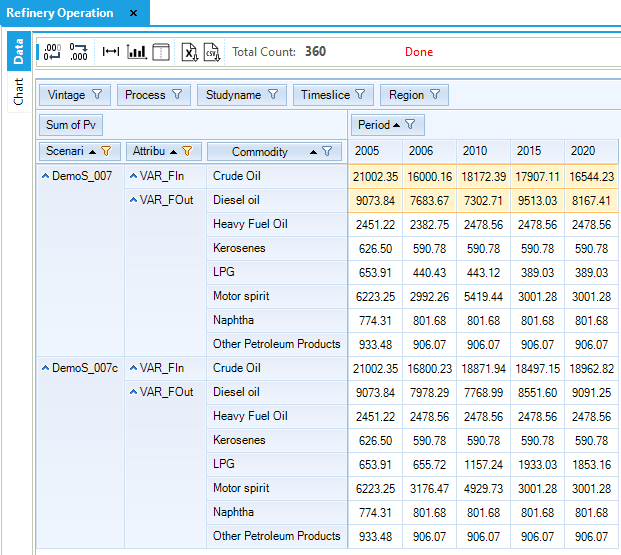 Refinery Operation ×
Data
Chart
.000 .000 CSV Total Count: 360 Done
Vintage Process Studyname Timeslice Region
Sum of Pv Period
Scenari Attribu Commodity 2005 2006 2010 2015 2020
DemoS_007 VAR_FIn Crude Oil 21002.35 16000.16 18172.39 17907.11 16544.23
VAR_FOut Diesel oil 9073.84 7683.67 7302.71 9513.03 8167.41
Heavy Fuel Oil 2451.22 2382.75 2478.56 2478.56 2478.56
Kerosenes 626.50 590.78 590.78 590.78 590.78
LPG 653.91 440.43 443.12 389.03 389.03
Motor spirit 6223.25 2992.26 5419.44 3001.28 3001.28
Naphtha 774.31 801.68 801.68 801.68 801.68
Other Petroleum Products 933.48 906.07 906.07 906.07 906.07
DemoS_007c VAR_FIn Crude Oil 21002.35 16800.23 18871.94 18497.15 18962.82
VAR_FOut Diesel oil 9073.84 7978.29 7768.99 8551.60 9091.25
Heavy Fuel Oil 2451.22 2478.56 2478.56 2478.56 2478.56
Kerosenes 626.50 590.78 590.78 590.78 590.78
LPG 653.91 655.72 1157.24 1933.03 1853.16
Motor spirit 6223.25 3176.47 4929.73 3001.28 3001.28
Naphtha 774.31 801.68 801.68 801.68 801.68
Other Petroleum Products 933.48 906.07 906.07 906.07 906.07